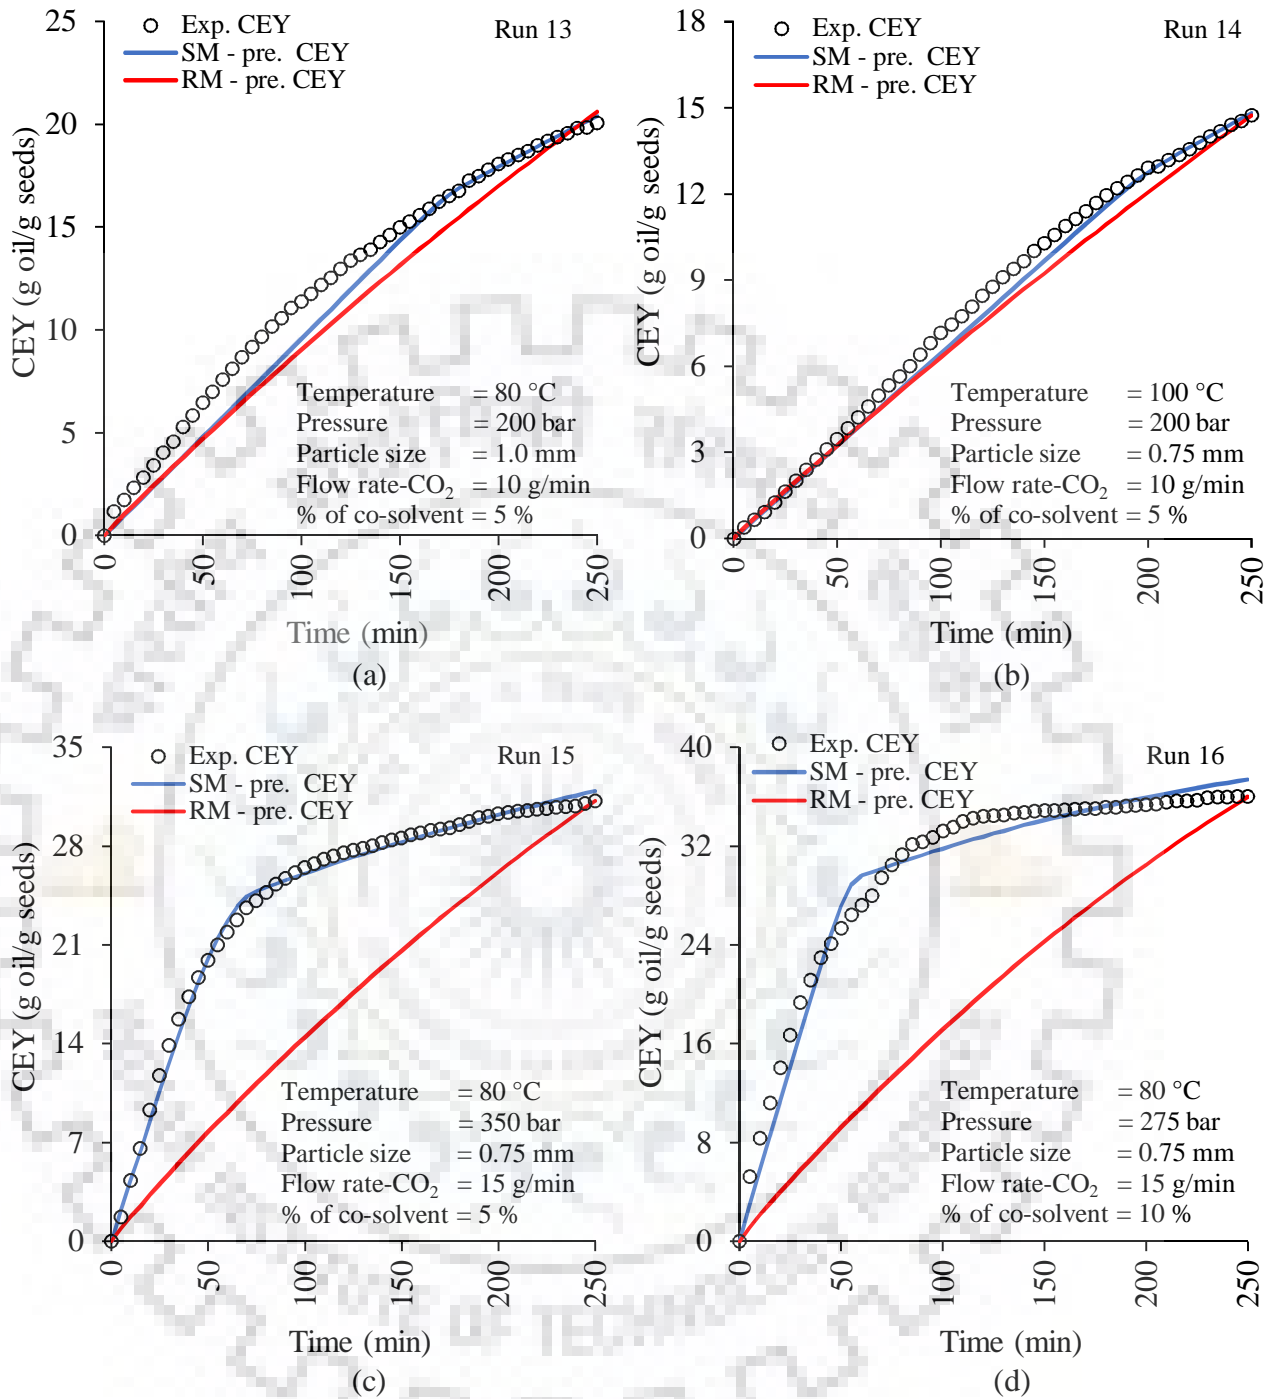 Exp. CEY
SM - pre. CEY
RM - pre. CEY
Run 13
25
20
15
10
5
0
CEY (g oil/g seeds)
Temperature = 80 °C
Pressure = 200 bar
Particle size = 1.0 mm
Flow rate-CO₂ = 10 g/min
% of co-solvent = 5 %
0
50
100
150
200
250
Time (min)
(a)
Exp. CEY
SM - pre. CEY
RM - pre. CEY
Run 14
18
15
12
9
6
3
0
CEY (g oil/g seeds)
Temperature = 100 °C
Pressure = 200 bar
Particle size = 0.75 mm
Flow rate-CO₂ = 10 g/min
% of co-solvent = 5 %
0
50
100
150
200
250
Time (min)
(b)
Exp. CEY
SM - pre. CEY
RM - pre. CEY
Run 15
35
28
21
14
7
0
CEY (g oil/g seeds)
Temperature = 80 °C
Pressure = 350 bar
Particle size = 0.75 mm
Flow rate-CO₂ = 15 g/min
% of co-solvent = 5 %
0
50
100
150
200
250
Time (min)
(c)
Exp. CEY
SM - pre. CEY
RM - pre. CEY
Run 16
40
32
24
16
8
0
CEY (g oil/g seeds)
Temperature = 80 °C
Pressure = 275 bar
Particle size = 0.75 mm
Flow rate-CO₂ = 15 g/min
% of co-solvent = 10 %
0
50
100
150
200
250
Time (min)
(d)